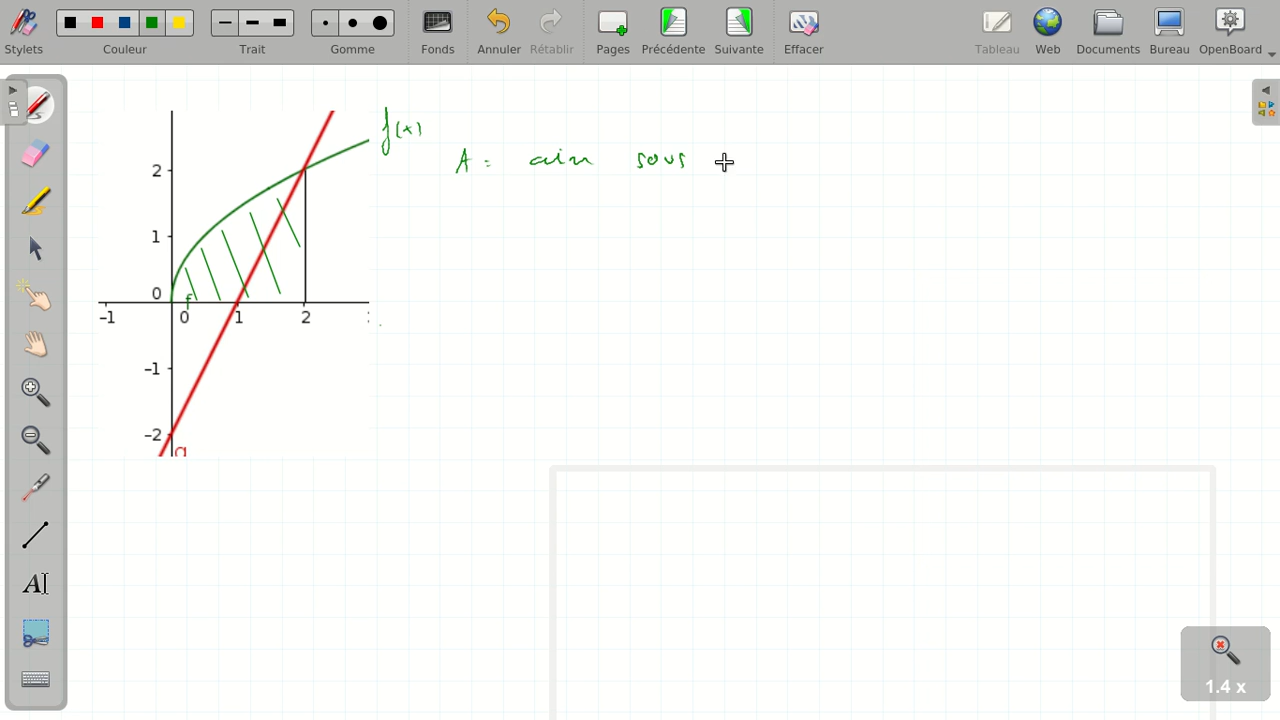 Stylets Couleur Trait Gomme Fonds Annuler Rétablir Pages Précédente Suivante Effacer Tableau Web Documents Bureau OpenBoard
f(x)
A = aire sous
2
1
0
f
-1 0 1 2
-1
-2
g
1.4 x